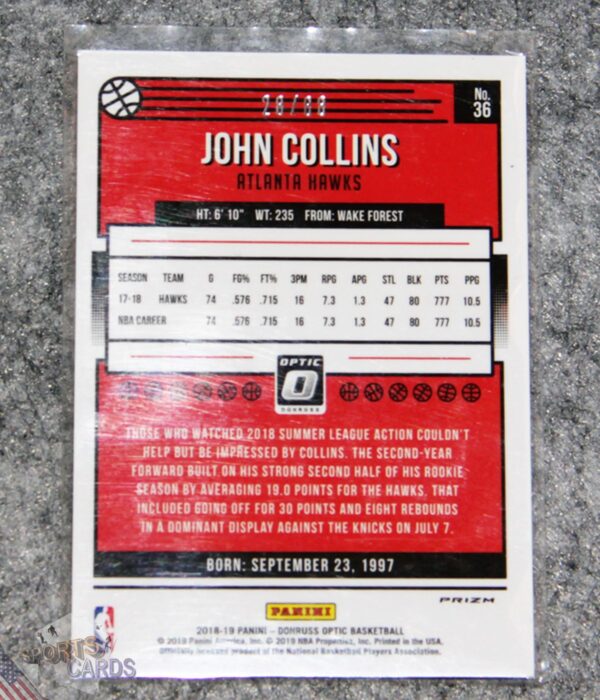 28/88
No.
36
JOHN COLLINS
ATLANTA HAWKS
HT: 6' 10" WT: 235 FROM: WAKE FOREST
SEASON TEAM G FG% FT% 3PM RPG APG STL BLK PTS PPG
17-18 HAWKS 74 .576 .715 16 7.3 1.3 47 80 777 10.5
NBA CAREER 74 .576 .715 16 7.3 1.3 47 80 777 10.5
OPTIC
DONRUSS
THOSE WHO WATCHED 2018 SUMMER LEAGUE ACTION COULDN'T
HELP BUT BE IMPRESSED BY COLLINS. THE SECOND-YEAR
FORWARD BUILT ON HIS STRONG SECOND HALF OF HIS ROOKIE
SEASON BY AVERAGING 19.0 POINTS FOR THE HAWKS. THAT
INCLUDED GOING OFF FOR 30 POINTS AND EIGHT REBOUNDS
IN A DOMINANT DISPLAY AGAINST THE KNICKS ON JULY 7.
BORN: SEPTEMBER 23, 1997
PRIZM
PANINI
2018-19 PANINI – DONRUSS OPTIC BASKETBALL
© 2019 Panini America, Inc. © 2019 NBA Properties, Inc. Printed in the USA.
Officially licensed product of the National Basketball Players Association.
SPORTS
CARDS